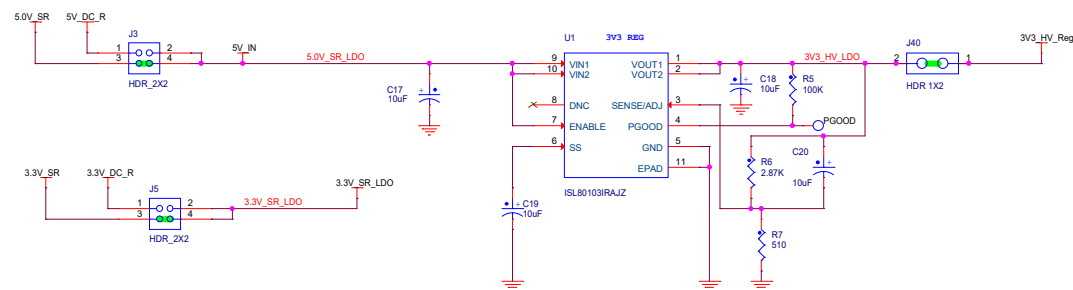 5.0V_SR
5V_DC_R
J3
1
2
3
4
HDR_2X2
5V_IN
5.0V_SR_LDO
C17
10uF
U1
3V3 REG
9
VIN1
10
VIN2
8
DNC
7
ENABLE
6
SS
VOUT1
1
VOUT2
2
SENSE/ADJ
3
PGOOD
4
GND
5
EPAD
11
ISL80103IRAJZ
C19
10uF
C18
10uF
3V3_HV_LDO
R5
100K
PGOOD
R6
2.87K
C20
10uF
R7
510
J40
2
1
HDR 1X2
3V3_HV_Reg
3.3V_SR
3.3V_DC_R
J5
1
2
3
4
HDR_2X2
3.3V_SR_LDO
3.3V_SR_LDO